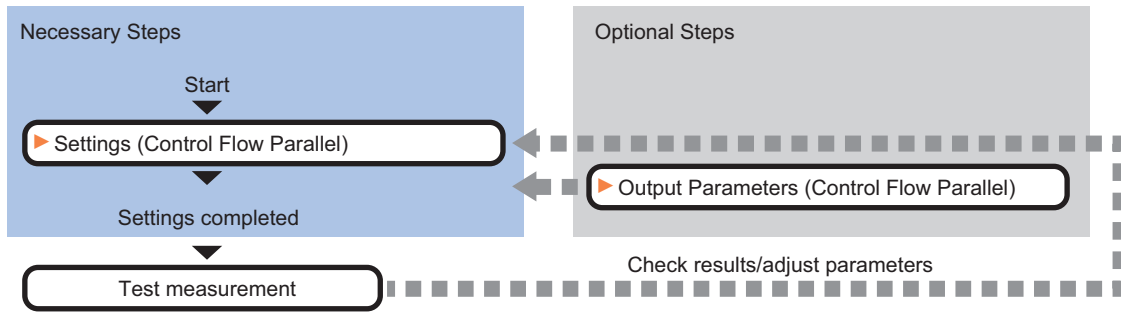 Necessary Steps
Optional Steps
Start
Settings (Control Flow Parallel)
Output Parameters (Control Flow Parallel)
Settings completed
Check results/adjust parameters
Test measurement